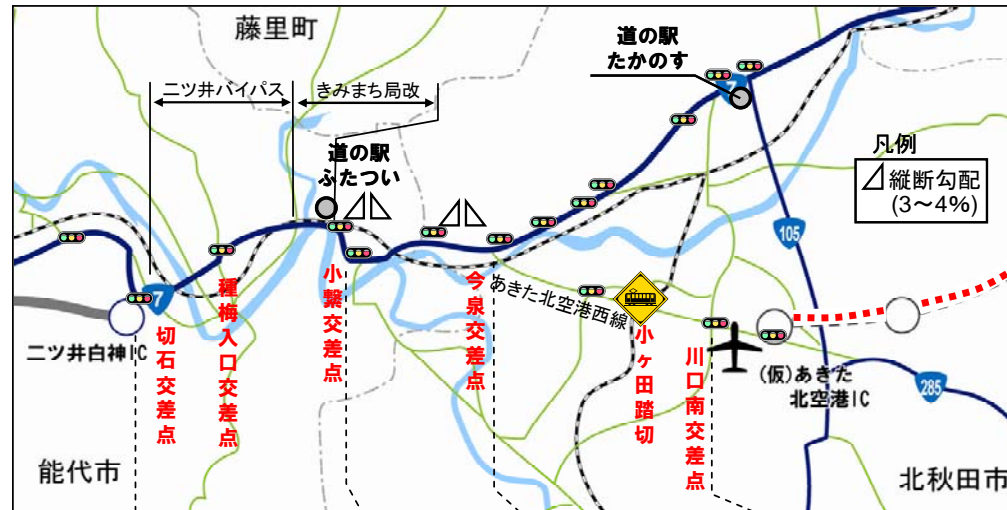 藤里町
道の駅
たかのす
二ツ井バイパス
きみまち局改
7
道の駅
ふたつい
凡例
縦断勾配
(3~4%)
105
7
あきた北空港西線
二ツ井白神IC
切石交差点
種梅入口交差点
小繋交差点
今泉交差点
小ヶ田踏切
川口南交差点
(仮)あきた
北空港IC
285
能代市
北秋田市